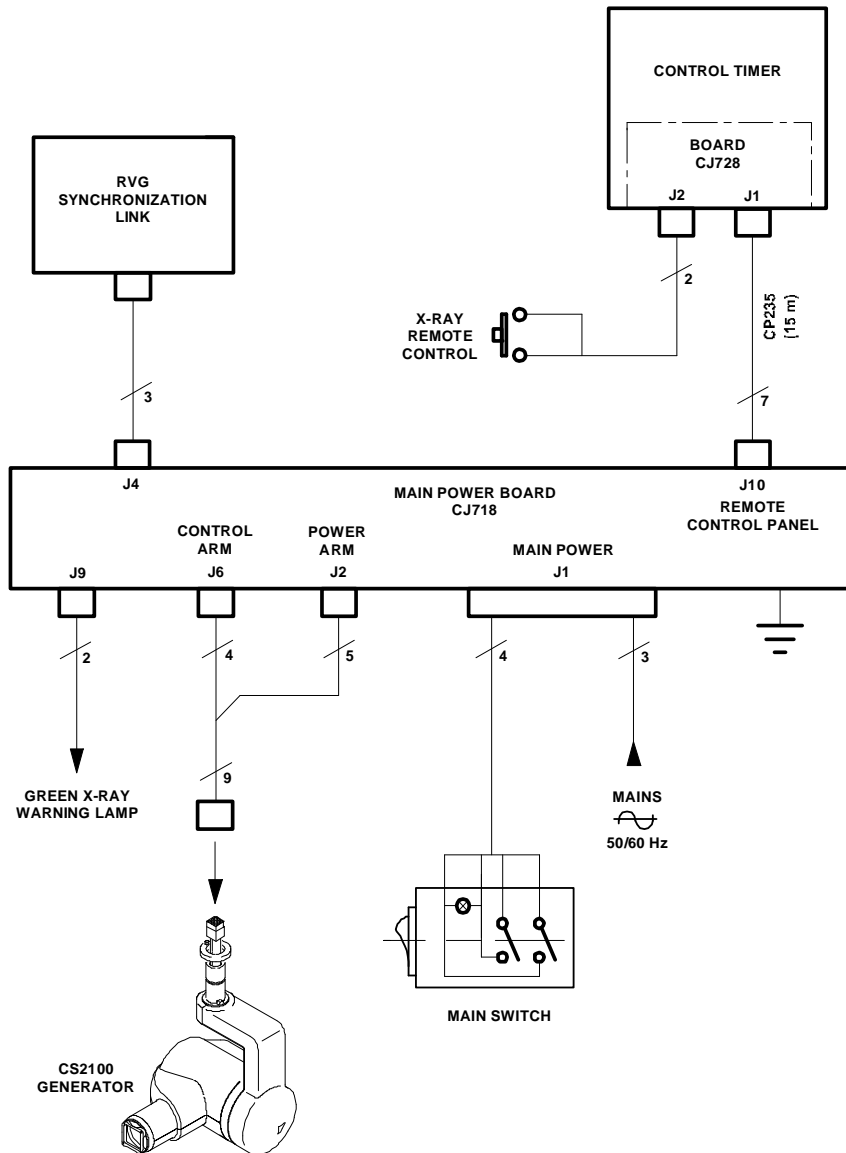 CONTROL TIMER
BOARD
CJ728
J2
J1
RVG
SYNCHRONIZATION
LINK
2
X-RAY
REMOTE
CONTROL
CP235
(15 m)
3
7
J4
MAIN POWER BOARD
CJ718
J10
REMOTE
CONTROL PANEL
CONTROL
ARM
J6
POWER
ARM
J2
MAIN POWER
J1
J9
2
4
5
4
3
9
GREEN X-RAY
WARNING LAMP
MAINS
50/60 Hz
MAIN SWITCH
CS2100
GENERATOR